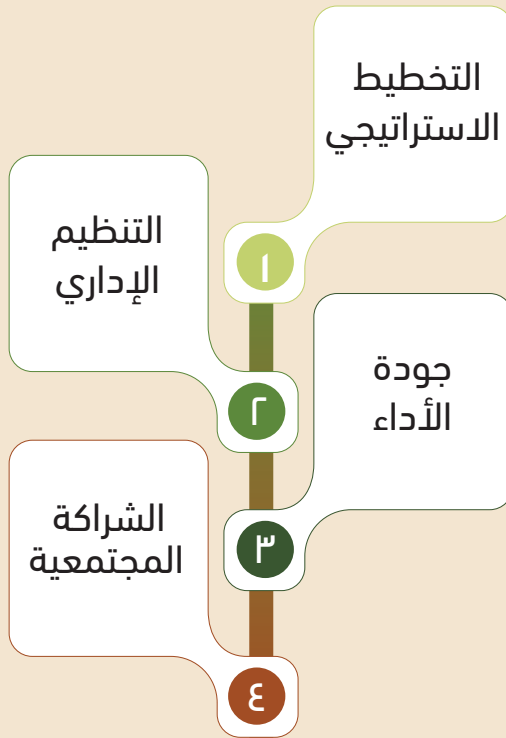 التخطيط
الاستراتيجي
١
التنظيم
الإداري
٢
جودة
الأداء
٣
الشراكة
المجتمعية
٤